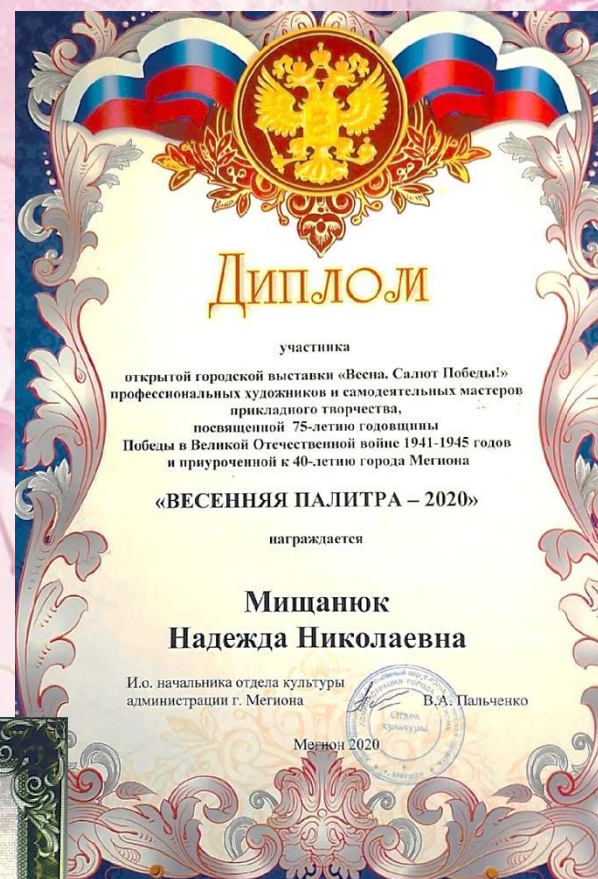 Диплом
участника
открытой городской выставки «Весна. Салют Победы!»
профессиональных художников и самодеятельных мастеров
прикладного творчества,
посвященной 75-летию годовщины
Победы в Великой Отечественной войне 1941-1945 годов
и приуроченной к 40-летию города Мегиона
«ВЕСЕННЯЯ ПАЛИТРА – 2020»
награждается
Мищанюк
Надежда Николаевна
И.о. начальника отдела культуры
администрации г. Мегиона
В.А. Пальченко
Отдел
культуры
Мегион 2020